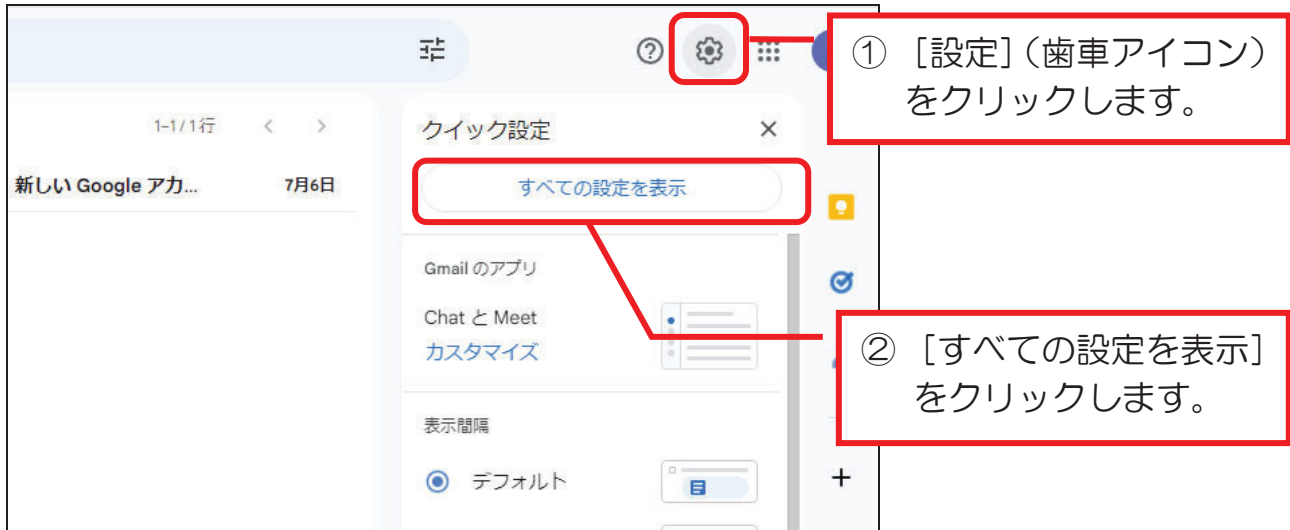 ① [設定](歯車アイコン)
をクリックします。
1–1 / 1行
クイック設定
新しい Google アカ... 7月6日
すべての設定を表示
Gmail のアプリ
Chat と Meet
カスタマイズ
② [すべての設定を表示]
をクリックします。
表示間隔
デフォルト